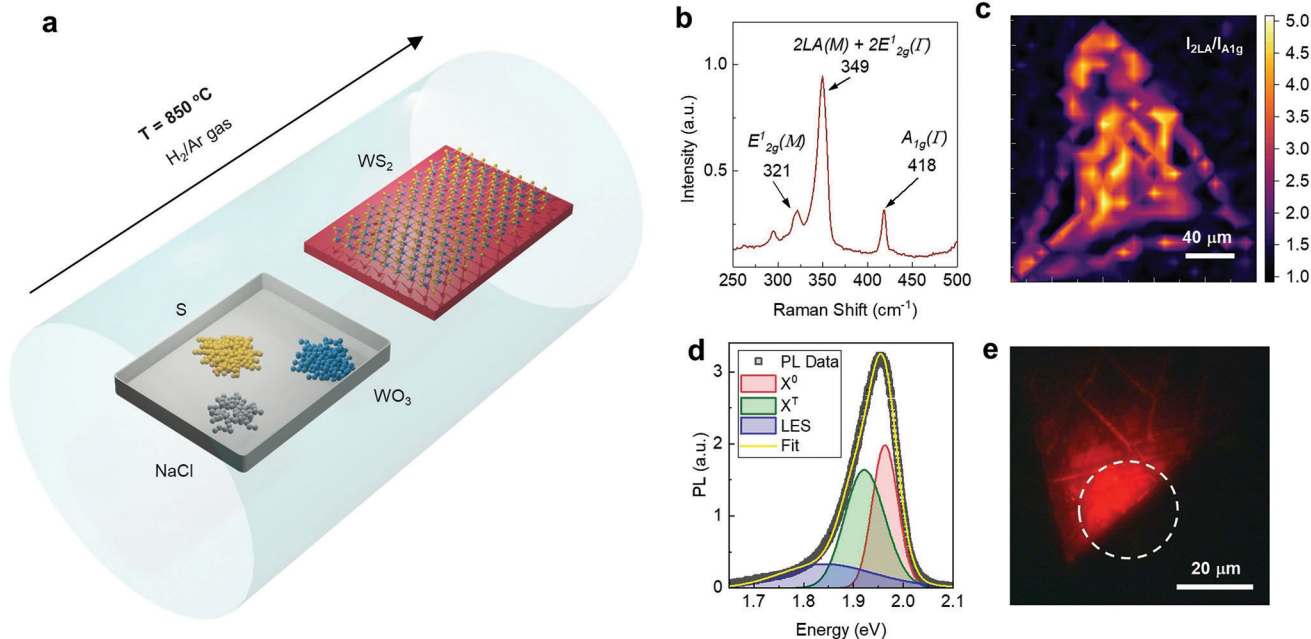 a
T = 850 ºC
H₂/Ar gas
WS₂
S
WO₃
NaCl
b
2LA(M) + 2E¹₂g(Γ)
349
E¹₂g(M)
321
A₁g(Γ)
418
1.0
0.5
Intensity (a.u.)
250 300 350 400 450 500
Raman Shift (cm⁻¹)
c
I₂LA/IA1g
40 μm
5.0
4.5
4.0
3.5
3.0
2.5
2.0
1.5
1.0
d
PL Data
X⁰
Xᵀ
LES
Fit
3
2
1
0
PL (a.u.)
1.7 1.8 1.9 2.0 2.1
Energy (eV)
e
20 μm